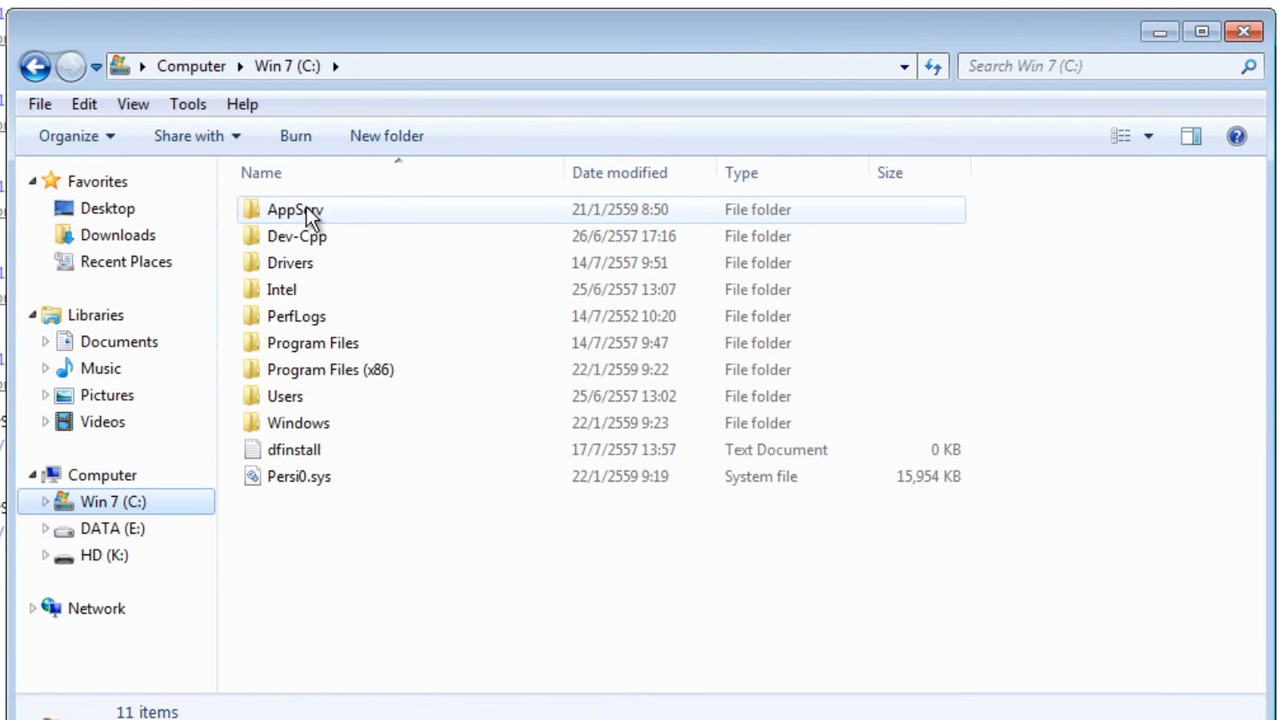 Computer Win 7 (C:)
Search Win 7 (C:)
File Edit View Tools Help
Organize Share with Burn New folder
Favorites
Desktop
Downloads
Recent Places
Libraries
Documents
Music
Pictures
Videos
Computer
Win 7 (C:)
DATA (E:)
HD (K:)
Network
Name Date modified Type Size
AppServ 21/1/2559 8:50 File folder
Dev-Cpp 26/6/2557 17:16 File folder
Drivers 14/7/2557 9:51 File folder
Intel 25/6/2557 13:07 File folder
PerfLogs 14/7/2552 10:20 File folder
Program Files 14/7/2557 9:47 File folder
Program Files (x86) 22/1/2559 9:22 File folder
Users 25/6/2557 13:02 File folder
Windows 22/1/2559 9:23 File folder
dfinstall 17/7/2557 13:57 Text Document 0 KB
Persi0.sys 22/1/2559 9:19 System file 15,954 KB
11 items